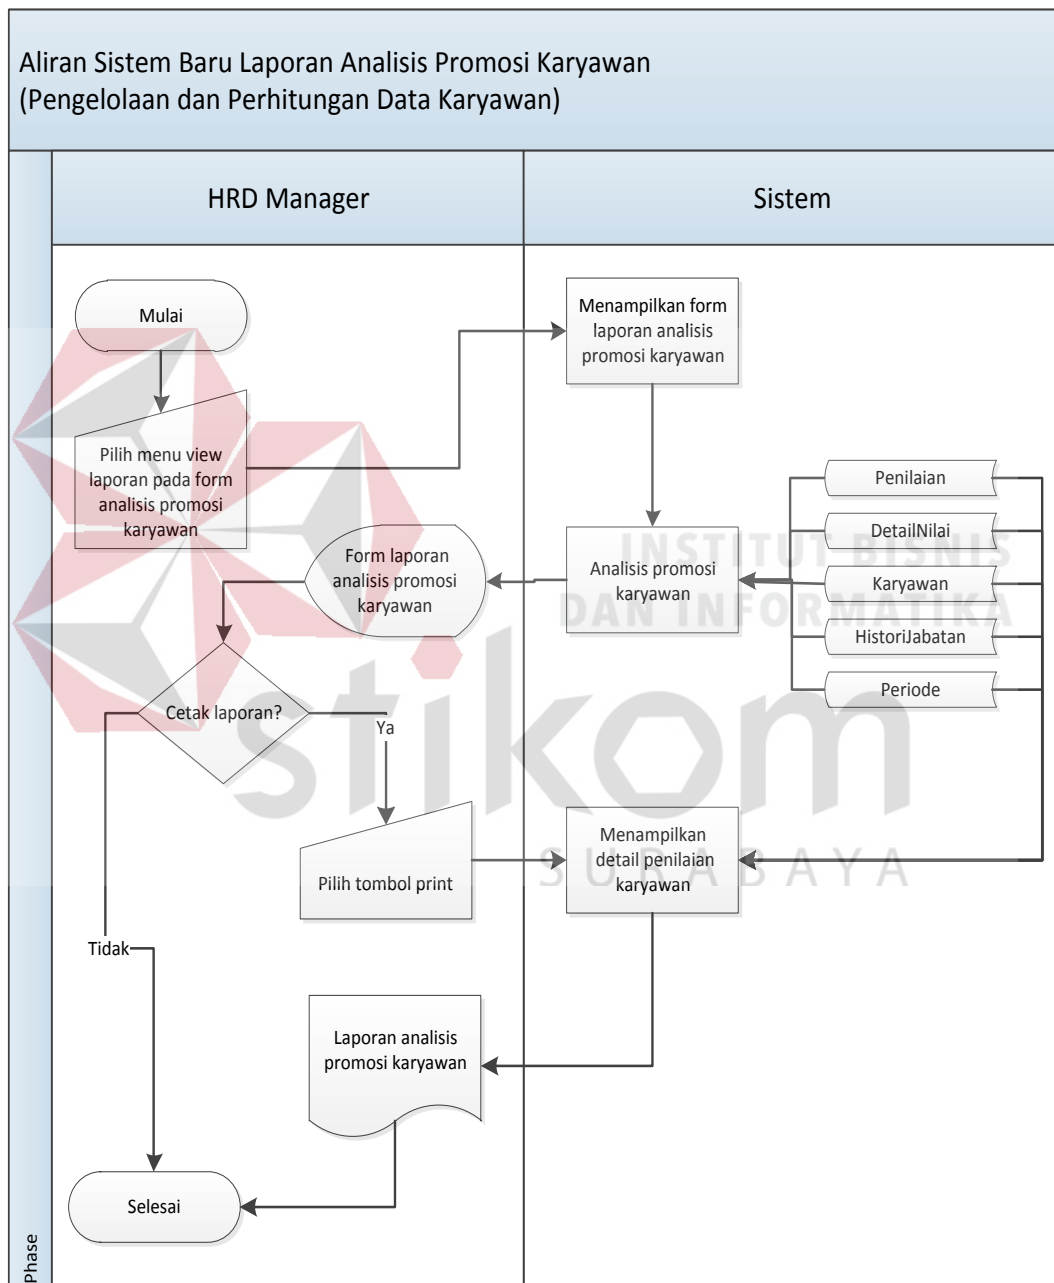 Aliran Sistem Baru Laporan Analisis Promosi Karyawan
(Pengelolaan dan Perhitungan Data Karyawan)
HRD Manager
Sistem
Mulai
Menampilkan form
laporan analisis
promosi karyawan
Pilih menu view
laporan pada form
analisis promosi
karyawan
Penilaian
DetailNilai
Karyawan
HistoriJabatan
Periode
Analisis promosi
karyawan
Form laporan
analisis promosi
karyawan
Cetak laporan?
Ya
Tidak
Pilih tombol print
Menampilkan
detail penilaian
karyawan
Laporan analisis
promosi karyawan
Selesai
Phase
INSTITUT BISNIS
DAN INFORMATIKA
stikom
SURABAYA